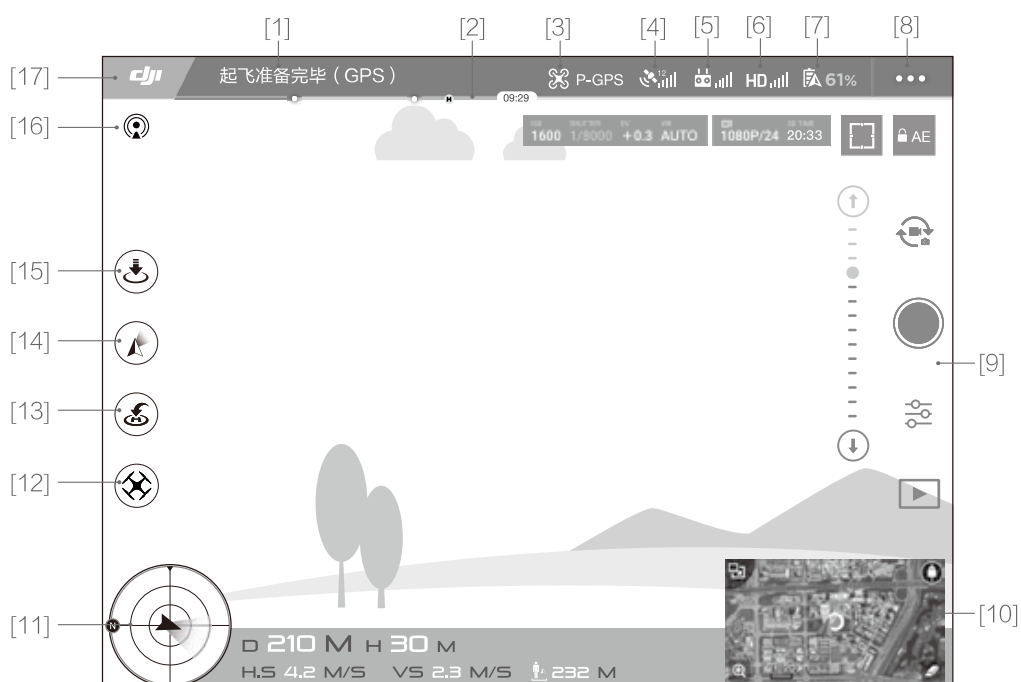 [1] [2] [3] [4] [5] [6] [7] [8]
[17] dji 起飞准备完毕（GPS） P-GPS 12 HD 61%
H 09:29
[16] 1600 1/8000 +0.3 AUTO 1080P/24 20:33 AE
[15]
[14]
[9]
[13] H
[12]
[10]
[11] N
D 210 M H 30 M
H.S 4.2 M/S VS 2.3 M/S 232 M